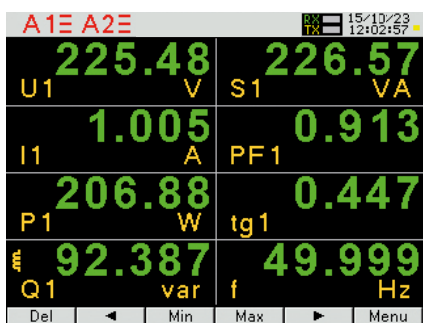 A1 A2 RX TX 15/10/23 12:02:57
225.48 226.57
U1 V S1 VA
1.005 0.913
I1 A PF1
206.88 0.447
P1 W tg1
92.387 49.999
Q1 var f Hz
Del ◄ Min Max ► Menu